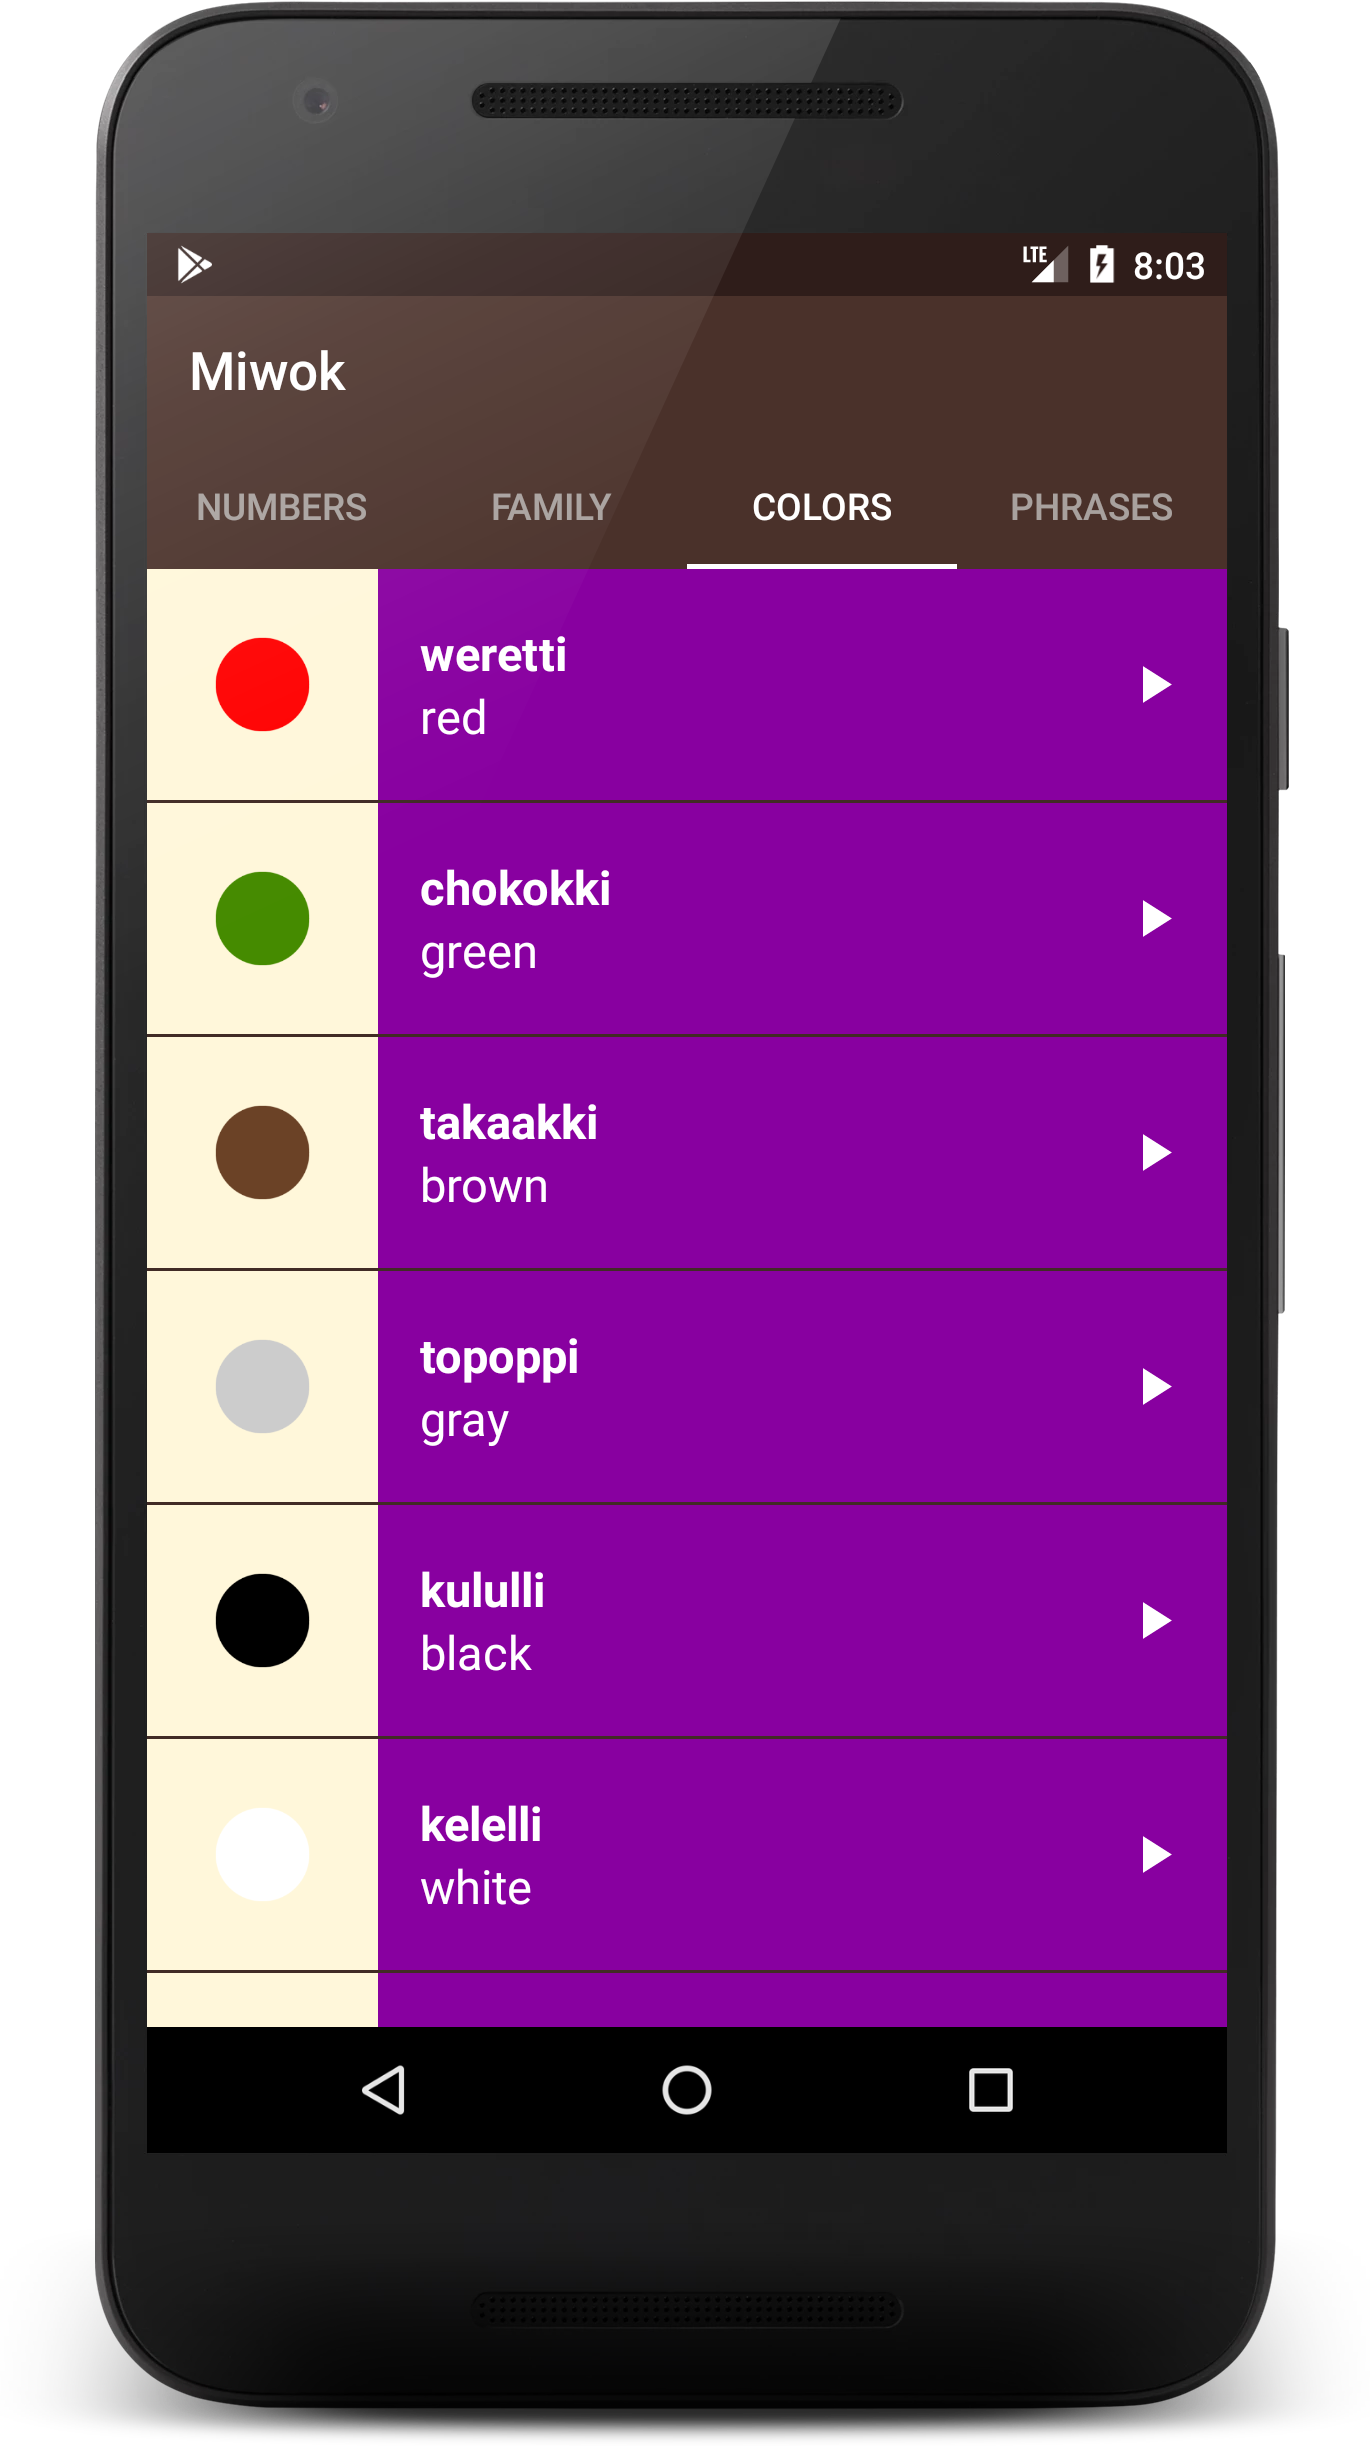 LTE 8:03
Miwok
NUMBERS FAMILY COLORS PHRASES
weretti
red
chokokki
green
takaakki
brown
topoppi
gray
kululli
black
kelelli
white